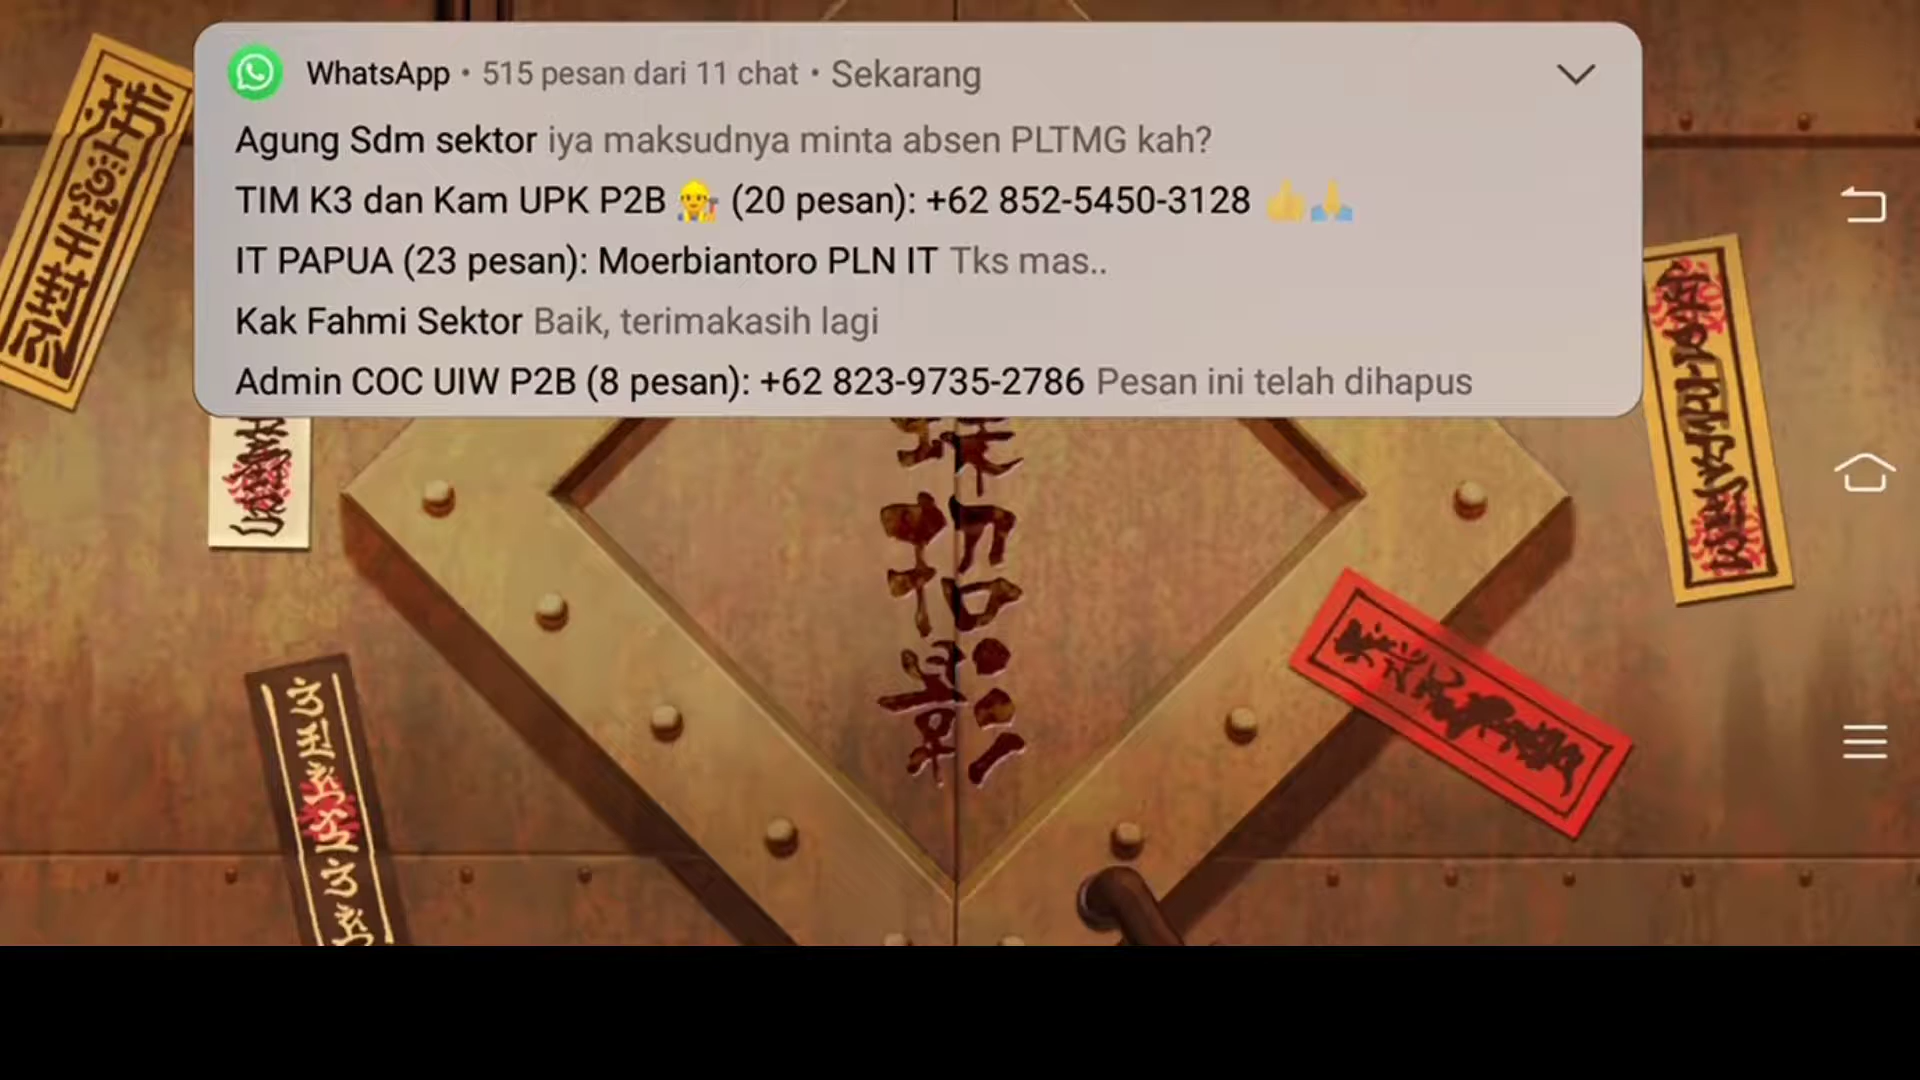 WhatsApp • 515 pesan dari 11 chat • Sekarang
Agung Sdm sektor iya maksudnya minta absen PLTMG kah?
TIM K3 dan Kam UPK P2B 👷 (20 pesan): +62 852-5450-3128 👍🙏
IT PAPUA (23 pesan): Moerbiantoro PLN IT Tks mas..
Kak Fahmi Sektor Baik, terimakasih lagi
Admin COC UIW P2B (8 pesan): +62 823-9735-2786 Pesan ini telah dihapus
招
影